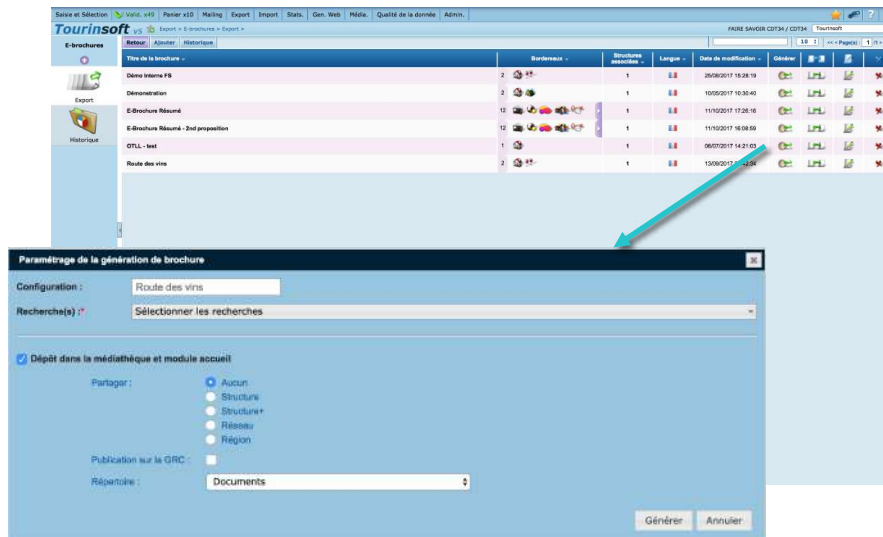 Saisie et Sélection Valid. x49 Panier x10 Mailing Export Import Stats. Gen. Web Média. Qualité de la donnée Admin.
Tourinsoft V5 Export > E-brochures > Export > FAIRE SAVOIR CDT34 / CDT34 Tourinsoft
E-brochures Retour Ajouter Historique 10 << < Page(s) 1 /1 >
Titre de la brochure Bordereaux Structures associées Langue Date de modification Générer
Démo Interne FS 2 1 25/08/2017 15:28:19
Démonstration 2 1 10/05/2017 10:30:40
Export
E-Brochure Résumé 12 1 11/10/2017 17:26:16
E-Brochure Résumé - 2nd proposition 12 1 11/10/2017 16:08:59
Historique
OTLL - test 1 1 06/07/2017 14:21:03
Route des vins 2 1 13/09/2017
Paramétrage de la génération de brochure
Configuration : Route des vins
Recherche(s) :* Sélectionner les recherches
Dépôt dans la médiathèque et module accueil
Partager : Aucun
Structure
Structure+
Réseau
Région
Publication sur la GRC :
Répertoire : Documents
Générer Annuler